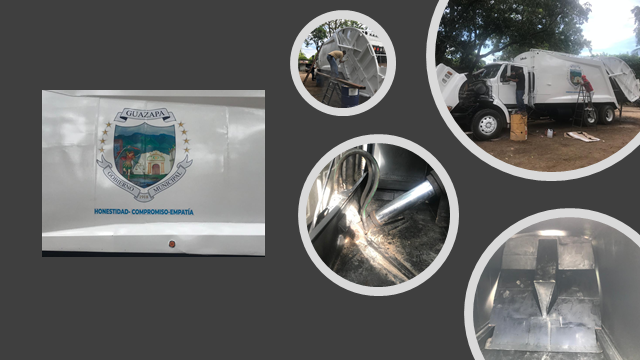 GUAZAPA
GOBIERNO MUNICIPAL
HONESTIDAD- COMPROMISO-EMPATÍA